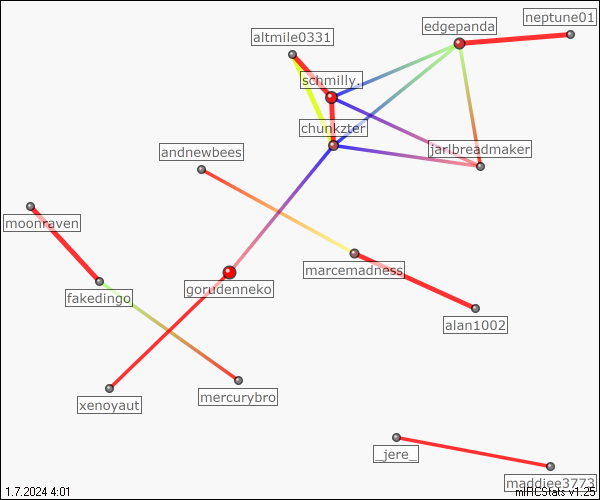 neptune01
edgepanda
altmile0331
schmilly.
chunkzter
jarlbreadmaker
andnewbees
moonraven
marcemadness
gorudenneko
fakedingo
alan1002
mercurybro
xenoyaut
_jere_
maddiee3773
1.7.2024 4:01
mIRCStats v1.25